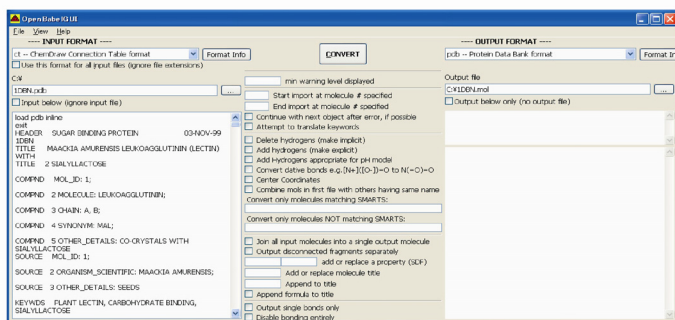 OpenBabelGUI
File View Help
---- INPUT FORMAT ----
ct -- ChemDraw Connection Table format
Format Info
Use this format for all input files (ignore file extensions)
C:¥
1DBN.pdb
...
Input below (ignore input file)
load pdb inline
exit
HEADER SUGAR BINDING PROTEIN 03-NOV-99
1DBN
TITLE MAACKIA AMURENSIS LEUKOAGGLUTININ (LECTIN)
WITH
TITLE 2 SIALYLLACTOSE
COMPND MOL_ID: 1;
COMPND 2 MOLECULE: LEUKOAGGLUTININ;
COMPND 3 CHAIN: A, B;
COMPND 4 SYNONYM: MAL;
COMPND 5 OTHER_DETAILS: CO-CRYSTALS WITH
SIALYLLACTOSE
SOURCE MOL_ID: 1;
SOURCE 2 ORGANISM_SCIENTIFIC: MAACKIA AMURENSIS;
SOURCE 3 OTHER_DETAILS: SEEDS
KEYWDS PLANT LECTIN, CARBOHYDRATE BINDING,
SIALYLLACTOSE
CONVERT
min warning level displayed
Start import at molecule # specified
End import at molecule # specified
Continue with next object after error, if possible
Attempt to translate keywords
Delete hydrogens (make implicit)
Add hydrogens (make explicit)
Add Hydrogens appropriate for pH model
Convert dative bonds e.g.[N+]([O-])=O to N(=O)=O
Center Coordinates
Combine mols in first file with others having same name
Convert only molecules matching SMARTS:
Convert only molecules NOT matching SMARTS:
Join all input molecules into a single output molecule
Output disconnected fragments separately
add or replace a property (SDF)
Add or replace molecule title
Append to title
Append formula to title
Output single bonds only
Disable bonding entirely
---- OUTPUT FORMAT ----
pdb -- Protein Data Bank format
Format In
Output file
C:¥1DBN.mol
...
Output below only (no output file)